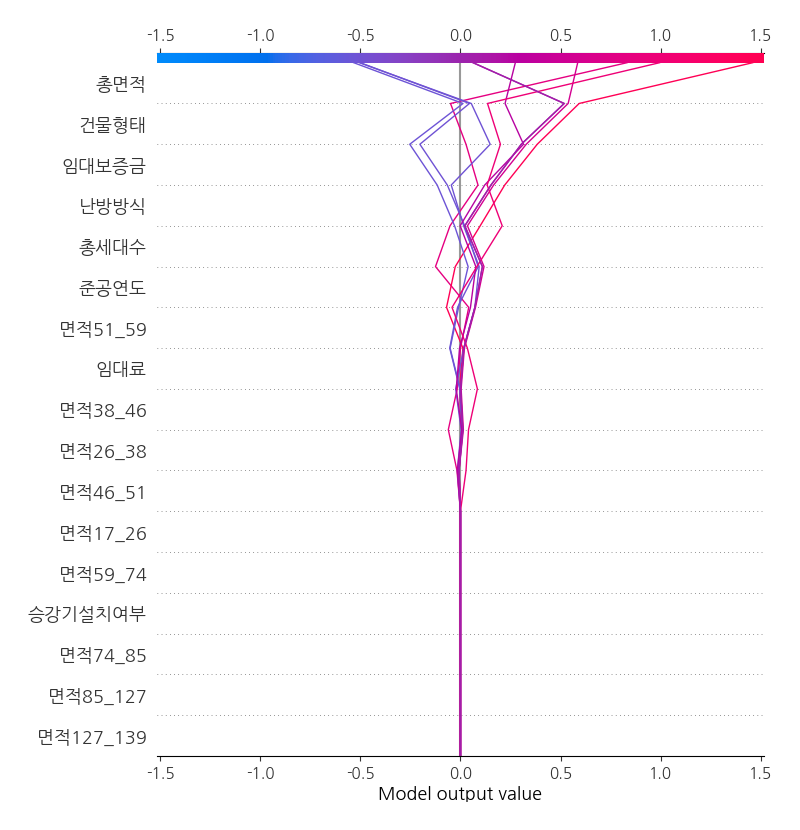 -1.5 -1.0 -0.5 0.0 0.5 1.0 1.5
총면적
건물형태
임대보증금
난방방식
총세대수
준공연도
면적51_59
임대료
면적38_46
면적26_38
면적46_51
면적17_26
면적59_74
승강기설치여부
면적74_85
면적85_127
면적127_139
-1.5 -1.0 -0.5 0.0 0.5 1.0 1.5
Model output value